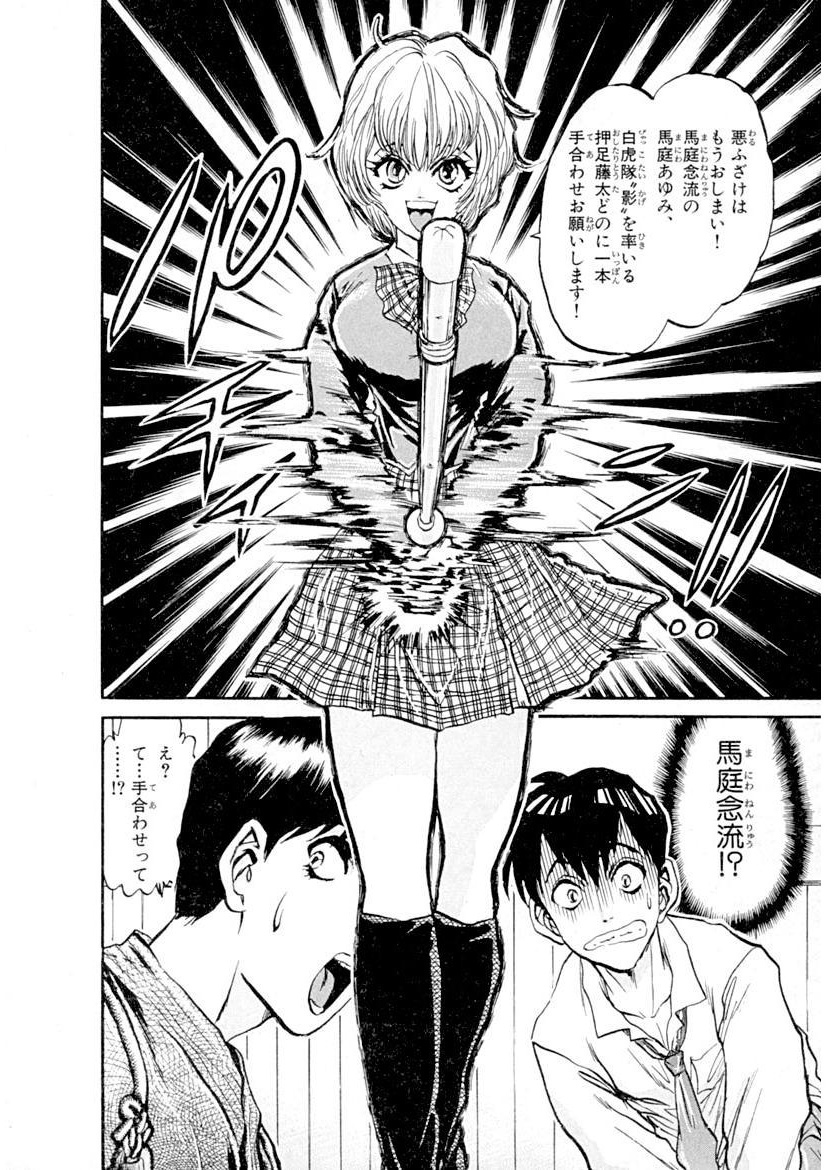 悪ふざけは
もうおしまい!
馬庭念流の
馬庭あゆみ、
白虎隊〝影〟を率いる
押足藤太どのに一本
手合わせお願いします!
馬庭念流!?
え?
て…手合わせって
……!?